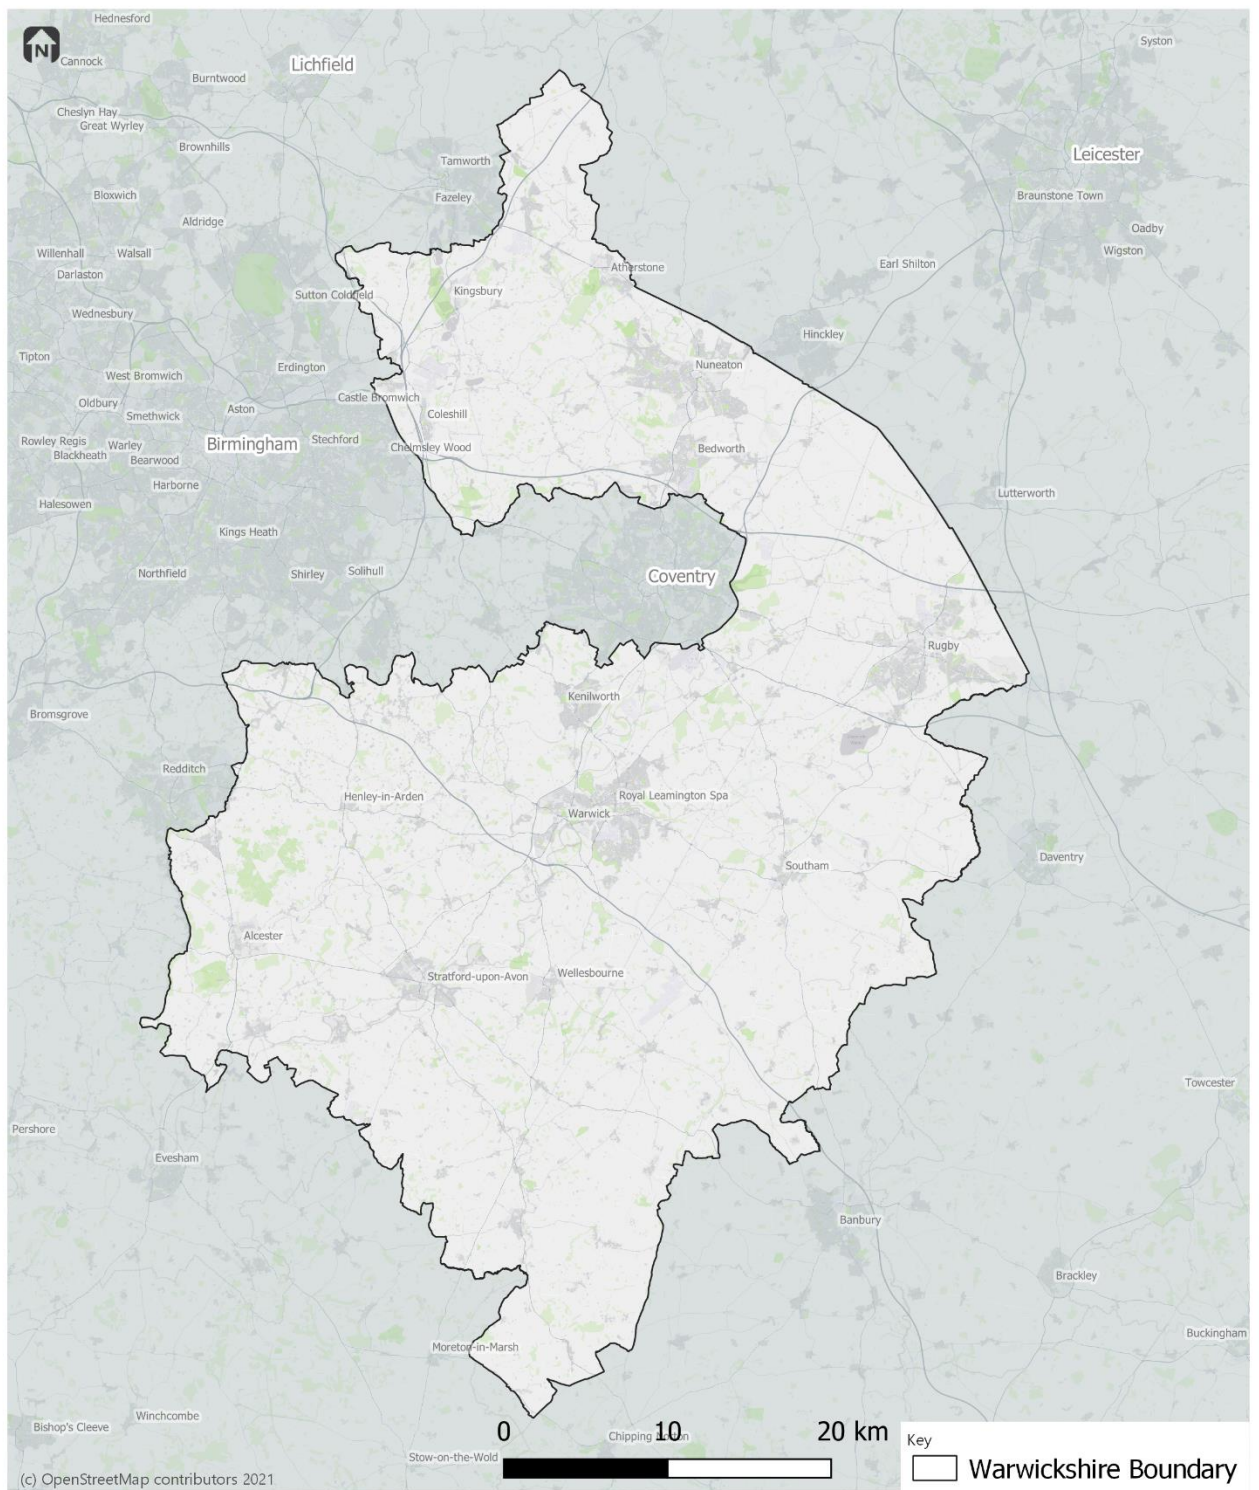 Hednesford
N
Cannock
Lichfield
Burntwood
Syston
Cheslyn Hay
Great Wyrley
Brownhills
Tamworth
Leicester
Bloxwich
Fazeley
Braunstone Town
Aldridge
Oadby
Willenhall
Walsall
Wigston
Darlaston
Atherstone
Earl Shilton
Sutton Coldfield
Kingsbury
Wednesbury
Hinckley
Tipton
Erdington
Nuneaton
West Bromwich
Castle Bromwich
Oldbury
Aston
Smethwick
Coleshill
Rowley Regis
Warley
Birmingham
Stechford
Chelmsley Wood
Bedworth
Blackheath
Bearwood
Harborne
Lutterworth
Halesowen
Kings Heath
Northfield
Shirley
Solihull
Coventry
Rugby
Kenilworth
Bromsgrove
Redditch
Henley-in-Arden
Royal Leamington Spa
Warwick
Southam
Daventry
Alcester
Stratford-upon-Avon
Wellesbourne
Towcester
Pershore
Evesham
Banbury
Brackley
Buckingham
Moreton-in-Marsh
Winchcombe
Bishop's Cleeve
Chipping Norton
Stow-on-the-Wold
0 10 20 km
Key
Warwickshire Boundary
(c) OpenStreetMap contributors 2021